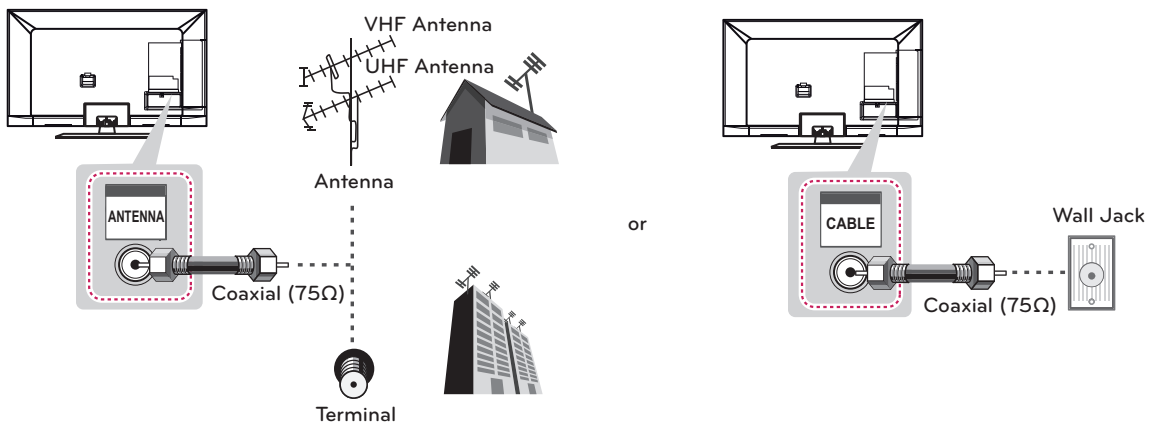 VHF Antenna
UHF Antenna
Antenna
ANTENNA
Coaxial (75Ω)
Terminal
or
Wall Jack
CABLE
Coaxial (75Ω)